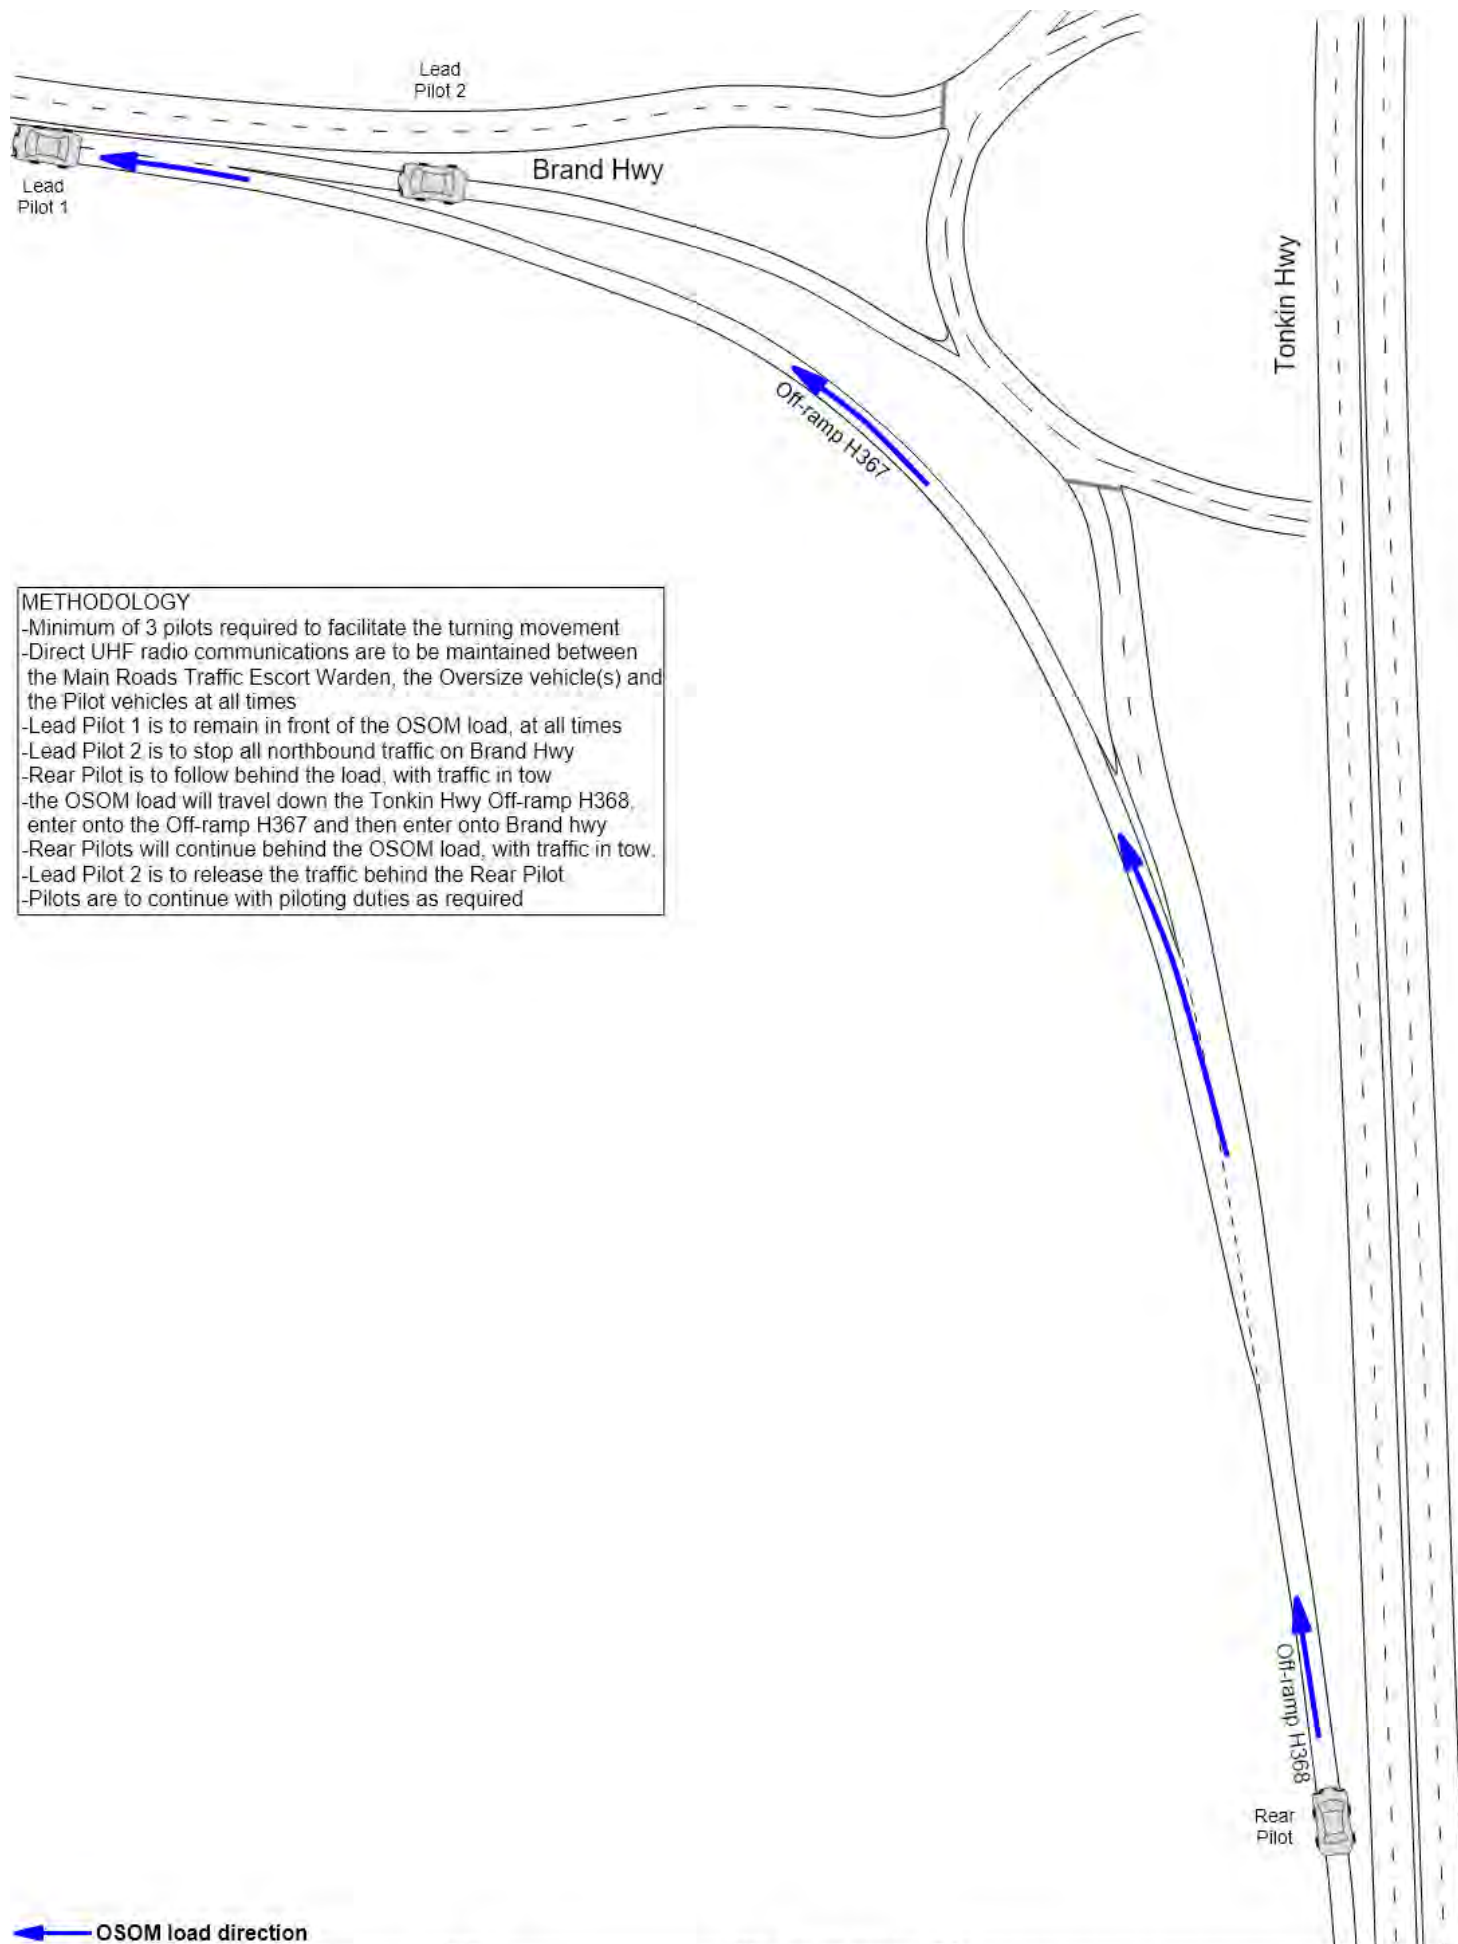 Lead
Pilot 2
Brand Hwy
Lead
Pilot 1
Tonkin Hwy
Off-ramp H367
METHODOLOGY
-Minimum of 3 pilots required to facilitate the turning movement
-Direct UHF radio communications are to be maintained between
the Main Roads Traffic Escort Warden, the Oversize vehicle(s) and
the Pilot vehicles at all times
-Lead Pilot 1 is to remain in front of the OSOM load, at all times
-Lead Pilot 2 is to stop all northbound traffic on Brand Hwy
-Rear Pilot is to follow behind the load, with traffic in tow
-the OSOM load will travel down the Tonkin Hwy Off-ramp H368,
enter onto the Off-ramp H367 and then enter onto Brand hwy
-Rear Pilots will continue behind the OSOM load, with traffic in tow.
-Lead Pilot 2 is to release the traffic behind the Rear Pilot
-Pilots are to continue with piloting duties as required
Off-ramp H368
Rear
Pilot
OSOM load direction